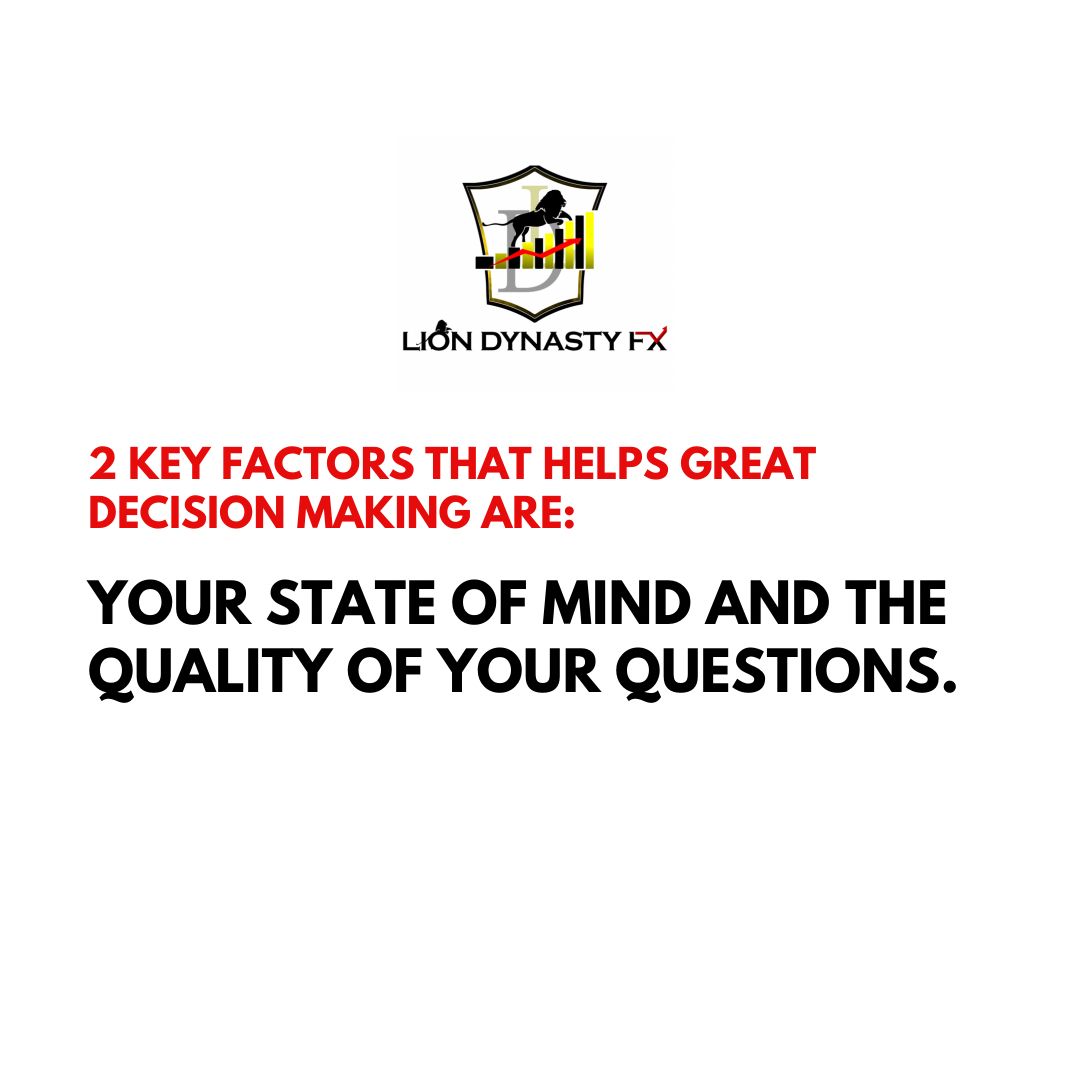 LD
LION DYNASTY FX
2 KEY FACTORS THAT HELPS GREAT
DECISION MAKING ARE:
YOUR STATE OF MIND AND THE
QUALITY OF YOUR QUESTIONS.